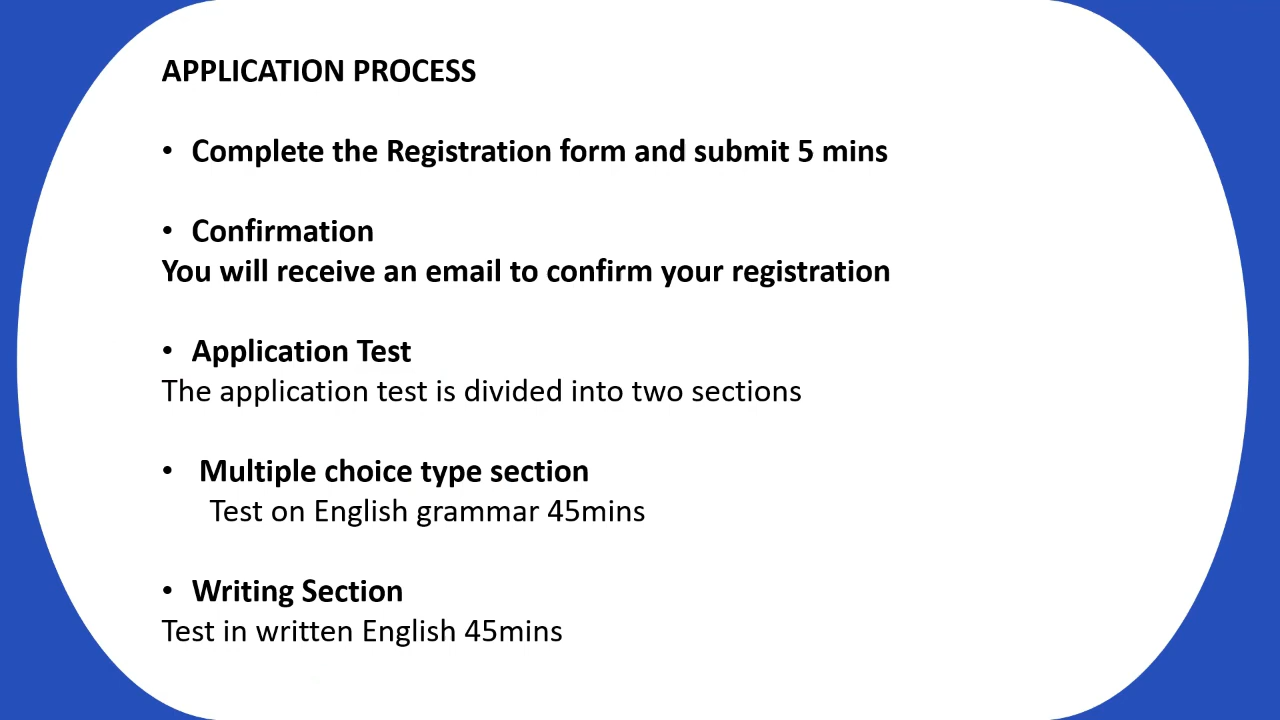 APPLICATION PROCESS
• Complete the Registration form and submit 5 mins
• Confirmation
You will receive an email to confirm your registration
• Application Test
The application test is divided into two sections
• Multiple choice type section
Test on English grammar 45mins
• Writing Section
Test in written English 45mins